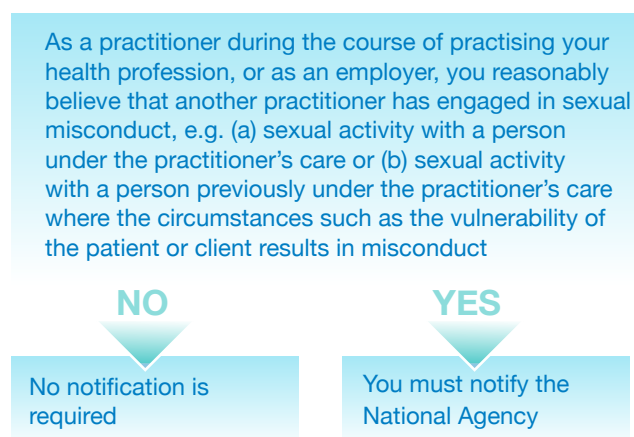 As a practitioner during the course of practising your
health profession, or as an employer, you reasonably
believe that another practitioner has engaged in sexual
misconduct, e.g. (a) sexual activity with a person
under the practitioner’s care or (b) sexual activity
with a person previously under the practitioner’s care
where the circumstances such as the vulnerability of
the patient or client results in misconduct
NO
YES
No notification is
required
You must notify the
National Agency